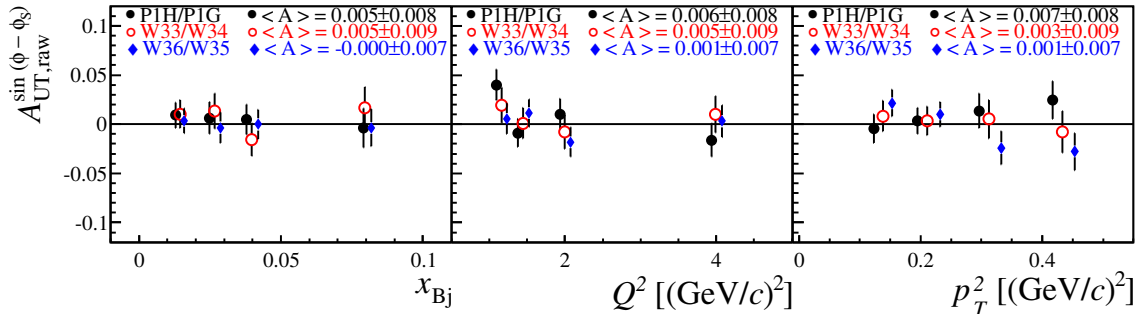 A_UT,raw^sin (ϕ − ϕ_S)
0.1
0.05
0
-0.05
-0.1
P1H/P1G < A > = 0.005±0.008
W33/W34 < A > = 0.005±0.009
W36/W35 < A > = -0.000±0.007
0 0.05 0.1
x_Bj
P1H/P1G < A > = 0.006±0.008
W33/W34 < A > = 0.005±0.009
W36/W35 < A > = 0.001±0.007
2 4
Q² [(GeV/c)²]
P1H/P1G < A > = 0.007±0.008
W33/W34 < A > = 0.003±0.009
W36/W35 < A > = 0.001±0.007
0 0.2 0.4
p_T² [(GeV/c)²]